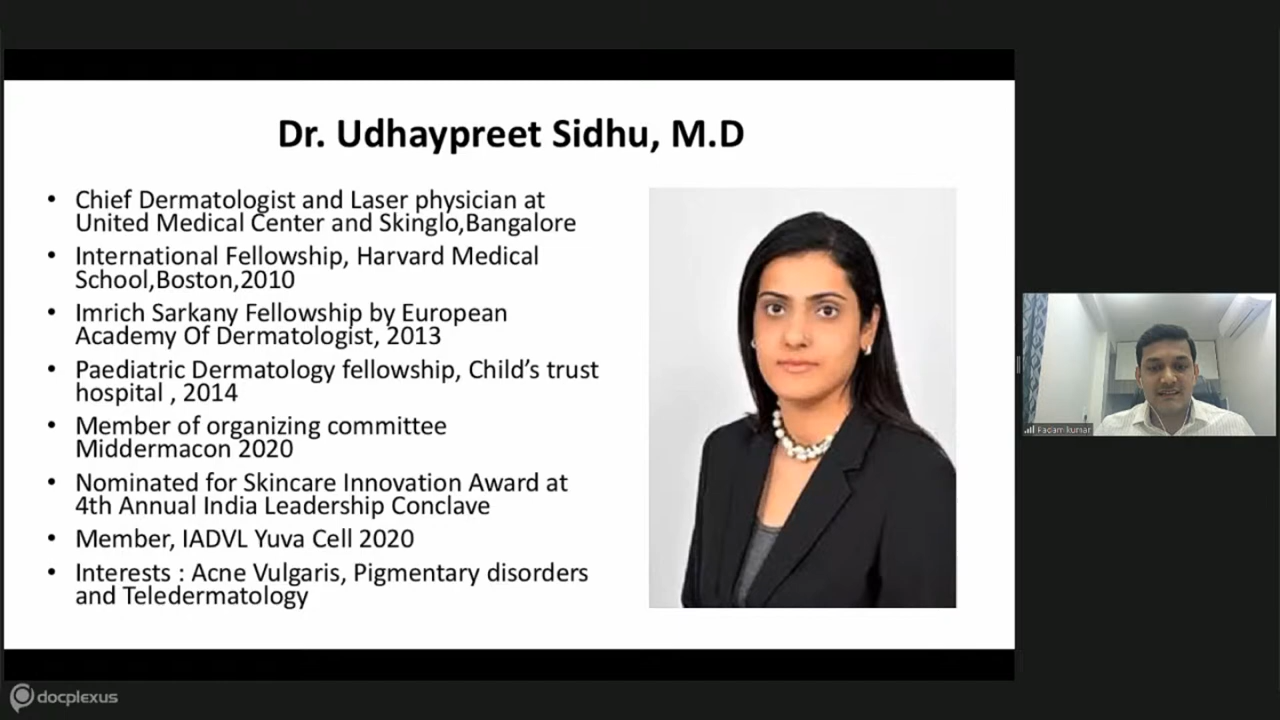 Dr. Udhaypreet Sidhu, M.D
• Chief Dermatologist and Laser physician at
United Medical Center and Skinglo,Bangalore
• International Fellowship, Harvard Medical
School,Boston,2010
• Imrich Sarkany Fellowship by European
Academy Of Dermatologist, 2013
• Paediatric Dermatology fellowship, Child’s trust
hospital , 2014
• Member of organizing committee
Middermacon 2020
• Nominated for Skincare Innovation Award at
4th Annual India Leadership Conclave
• Member, IADVL Yuva Cell 2020
• Interests : Acne Vulgaris, Pigmentary disorders
and Teledermatology
Padam kumar
docplexus